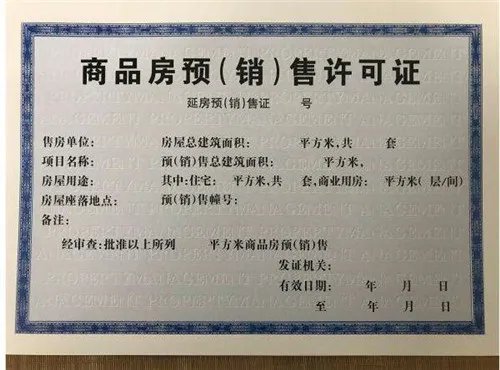 商品房预(销)售许可证
延房预(销)售证 号
售房单位: 房屋总建筑面积: 平方米,共 套
项目名称: 预(销)售总建筑面积: 平方米,
房屋用途: 其中:住宅: 平方米,共 套,商业用房: 平方米( 层/间)
房屋座落地点: 预(销)售幢号:
备注:
经审查:批准以上所列 平方米商品房预(销)售
发证机关:
有效日期: 年 月 日
至 年 月 日